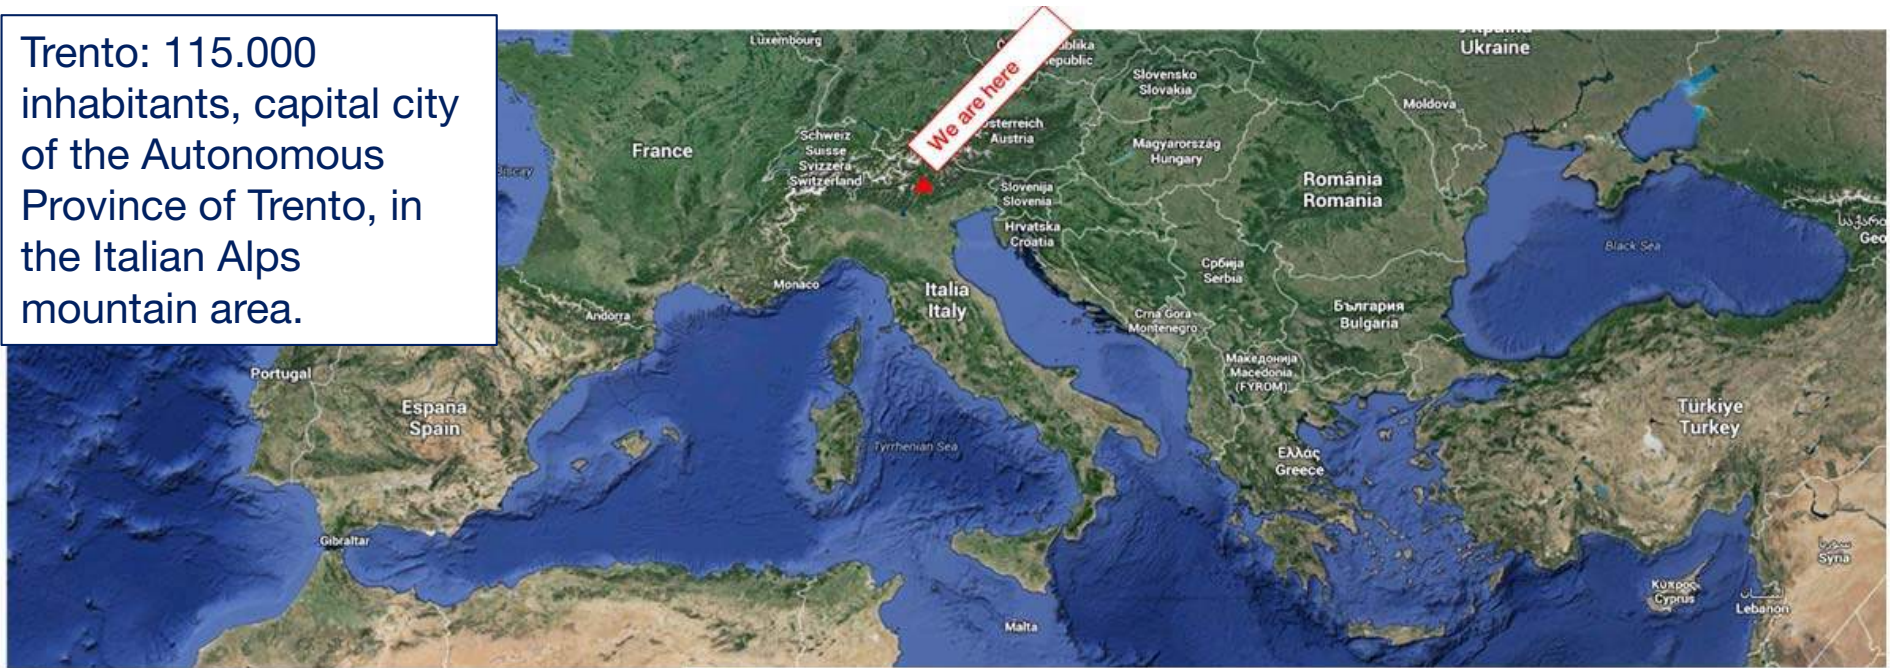 Trento: 115.000
inhabitants, capital city
of the Autonomous
Province of Trento, in
the Italian Alps
mountain area.
We are here
Luxembourg
Ukraine
Slovensko
Slovakia
Moldova
Schweiz
Suisse
Svizzera
Switzerland
France
Austria
Magyarország
Hungary
România
Romania
Slovenija
Slovenia
Hrvatska
Croatia
Србија
Serbia
Black Sea
Monaco
Andorra
Italia
Italy
Crna Gora
Montenegro
България
Bulgaria
Македонија
Macedonia
(FYROM)
Portugal
España
Spain
Tyrrhenian Sea
Ελλάς
Greece
Türkiye
Turkey
Gibraltar
Malta
Κύπρος
Cyprus
سوريا
Syria
Lebanon